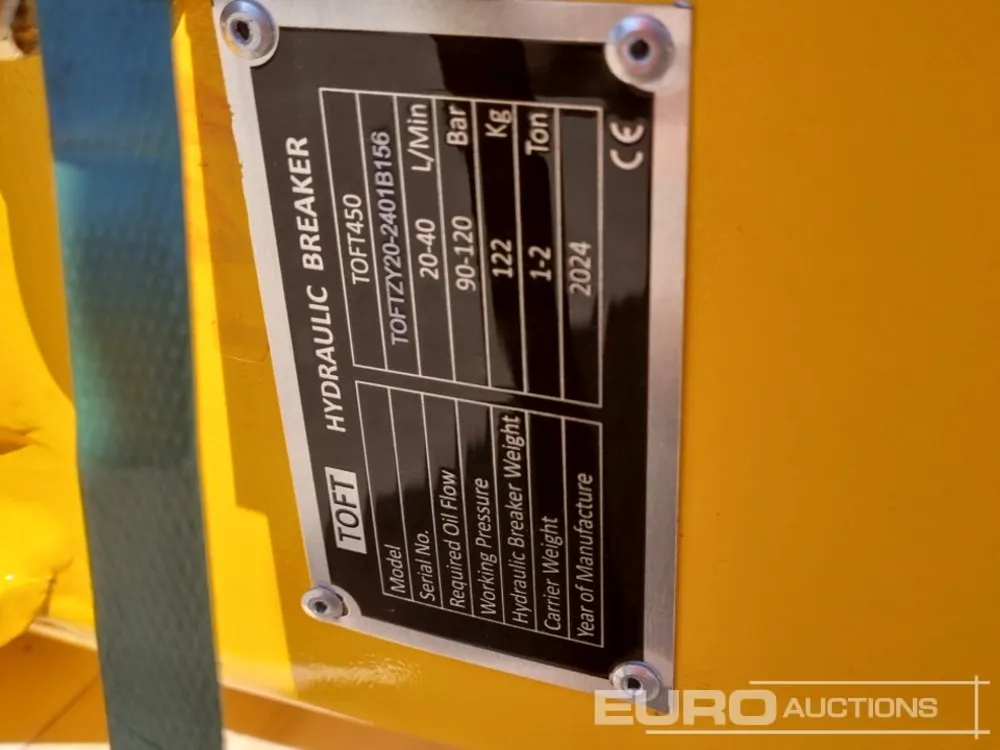 TOFT HYDRAULIC BREAKER
Model TOFT450
Serial No. TOFTZY20-2401B156
Required Oil Flow 20-40 L/Min
Working Pressure 90-120 Bar
Hydraulic Breaker Weight 122 Kg
Carrier Weight 1-2 Ton
Year of Manufacture 2024
CE
EURO AUCTIONS